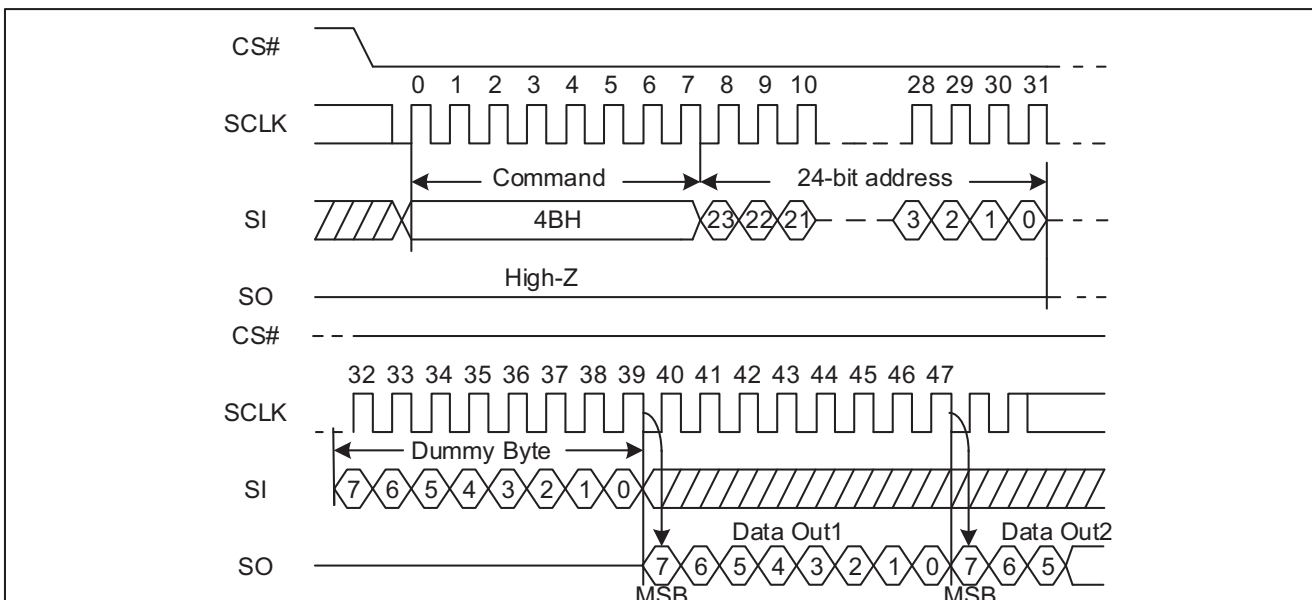 CS#
0 1 2 3 4 5 6 7 8 9 10 28 29 30 31
SCLK
Command 24-bit address
SI 4BH 23 22 21 3 2 1 0
High-Z
SO
CS#
32 33 34 35 36 37 38 39 40 41 42 43 44 45 46 47
SCLK
Dummy Byte
SI 7 6 5 4 3 2 1 0
Data Out1 Data Out2
SO 7 6 5 4 3 2 1 0 7 6 5
MSB MSB